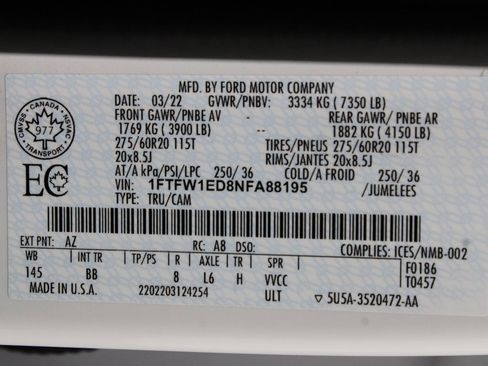 MFD. BY FORD MOTOR COMPANY
DATE: 03/22 GVWR/PNBV: 3334 KG (7350 LB)
FRONT GAWR/PNBE AV REAR GAWR/PNBE AR
1769 KG (3900 LB) -- 1882 KG (4150 LB)
275/60R20 115T TIRES/PNEUS 275/60R20 115T
20x8.5J RIMS/JANTES 20x8.5J
AT/A kPa/PSI/LPC 250/36 COLD/A FROID 250/36
VIN: 1FTFW1ED8NFA88195 /JUMELEES
TYPE: TRU/CAM
CANADA
CMVSS NSVAC
977
TRANSPORT
EC
EXT PNT: AZ RC: A8 DSO: COMPLIES: ICES/NMB-002
WB INT TR TP/PS R AXLE TR SPR F0186
145 BB 8 L6 H VVCC T0457
MADE IN U.S.A. 2202203124254 ULT 5U5A-3520472-AA